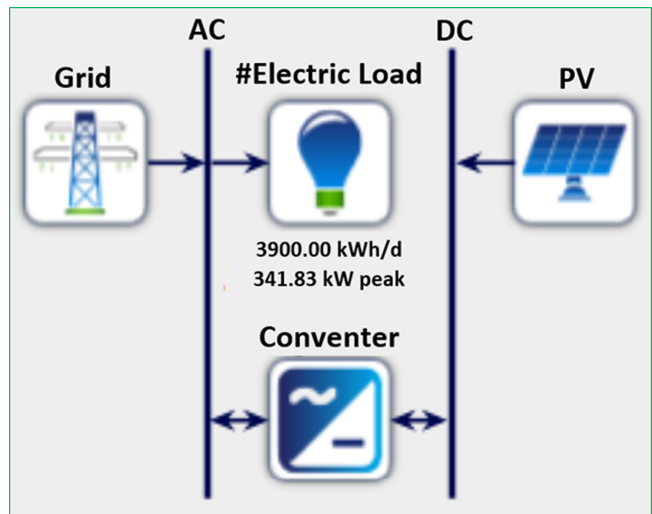 AC
DC
Grid
#Electric Load
PV
3900.00 kWh/d
341.83 kW peak
Conventer